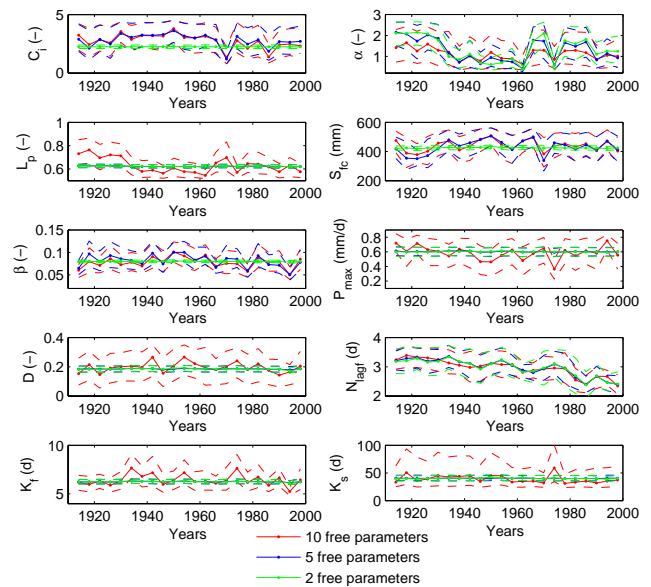 5
0
C_i (−)
1920 1940 1960 1980 2000
Years
3
2
1
α (−)
1920 1940 1960 1980 2000
Years
1
0.8
0.6
L_p (−)
1920 1940 1960 1980 2000
Years
600
400
200
S_fc (mm)
1920 1940 1960 1980 2000
Years
0.15
0.1
0.05
β (−)
1920 1940 1960 1980 2000
Years
0.8
0.6
0.4
0.2
P_max (mm/d)
1920 1940 1960 1980 2000
Years
0.4
0.2
0
D (−)
1920 1940 1960 1980 2000
Years
4
3
2
N_lagf (d)
1920 1940 1960 1980 2000
Years
10
5
K_f (d)
1920 1940 1960 1980 2000
Years
100
50
0
K_s (d)
1920 1940 1960 1980 2000
Years
10 free parameters
5 free parameters
2 free parameters